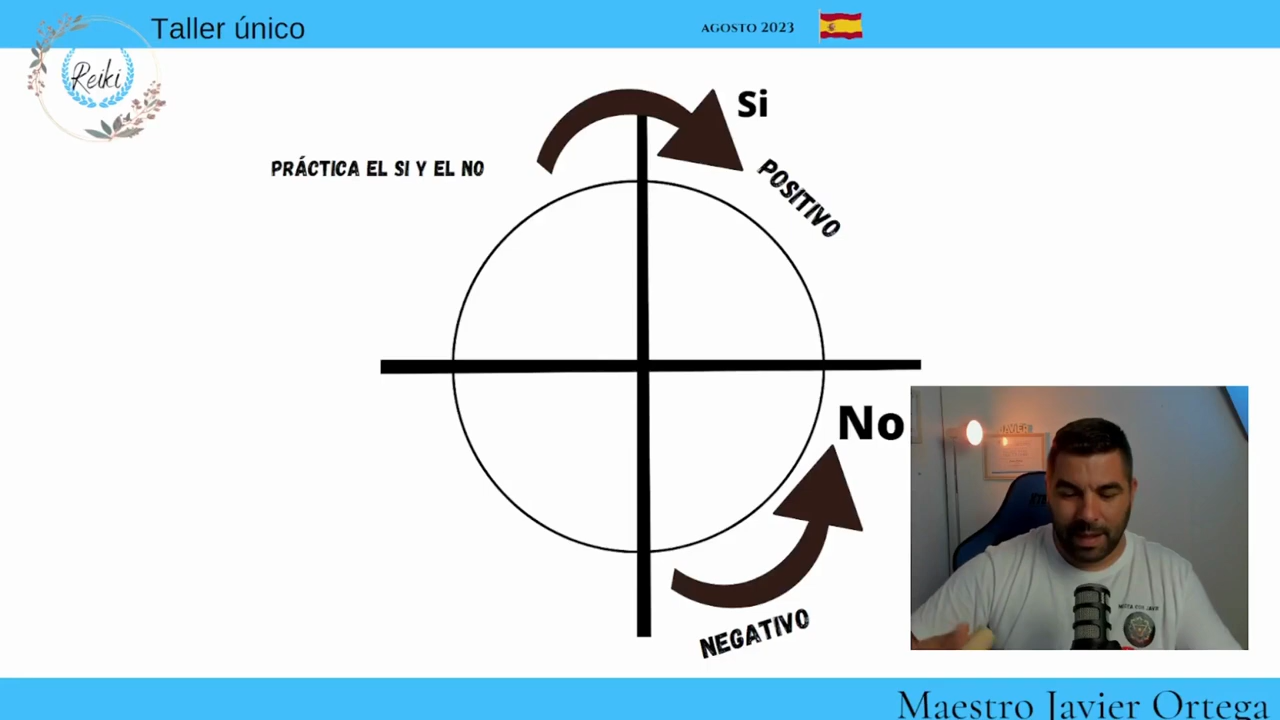 Taller único
AGOSTO 2023
Reiki
Si
PRÁCTICA EL SI Y EL NO
POSITIVO
No
NEGATIVO
Maestro Javier Ortega